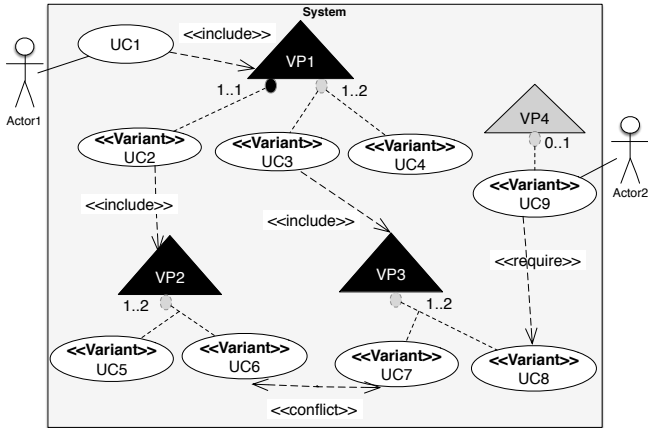 System
<<include>>
UC1
VP1
Actor1
1..1
1..2
VP4
0..1
<<Variant>>
UC2
<<Variant>>
UC3
<<Variant>>
UC4
<<Variant>>
UC9
Actor2
<<include>>
<<include>>
<<require>>
VP2
VP3
1..2
1..2
<<Variant>>
UC5
<<Variant>>
UC6
<<Variant>>
UC7
<<Variant>>
UC8
<<conflict>>